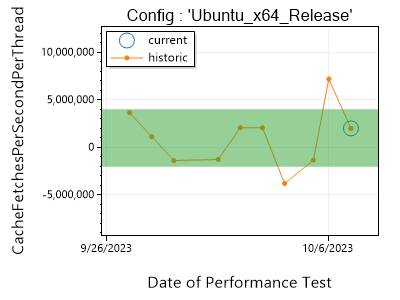 Config : 'Ubuntu_x64_Release'
current
historic
CacheFetchesPerSecondPerThread
10,000,000
5,000,000
0
-5,000,000
9/26/2023
10/6/2023
Date of Performance Test